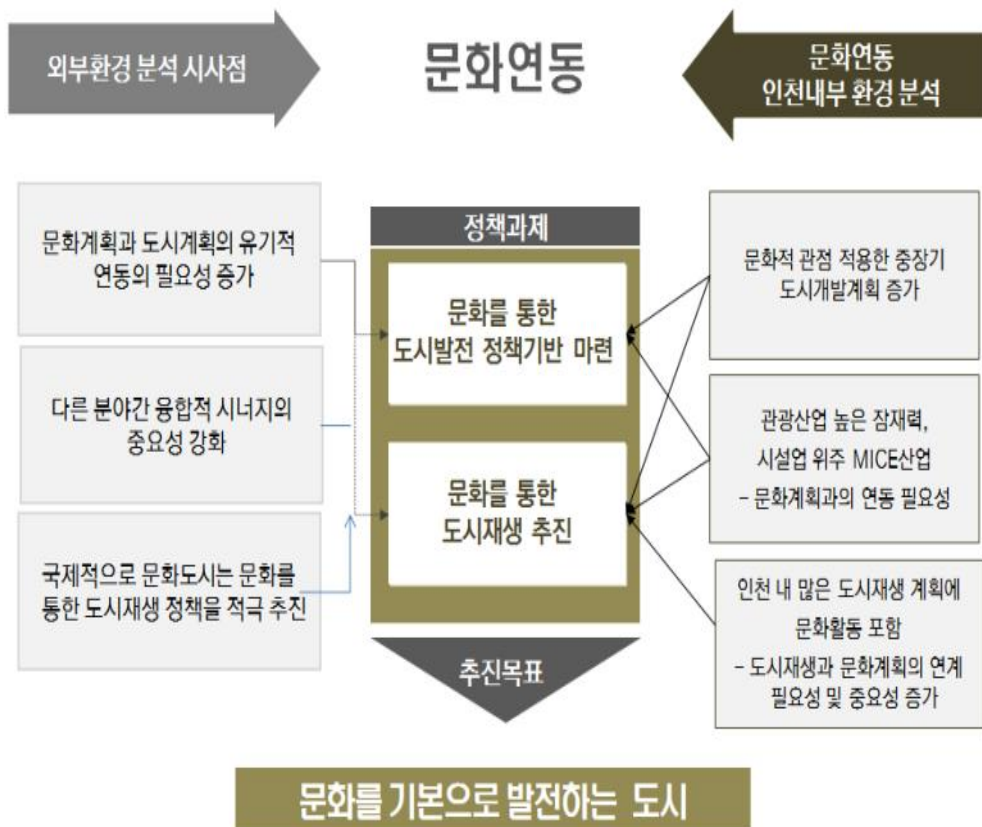 외부환경 분석 시사점
문화연동
문화연동
인천내부 환경 분석
문화계획과 도시계획의 유기적
연동의 필요성 증가
다른 분야간 융합적 시너지의
중요성 강화
국제적으로 문화도시는 문화를
통한 도시재생 정책을 적극 추진
정책과제
문화를 통한
도시발전 정책기반 마련
문화를 통한
도시재생 추진
추진목표
문화적 관점 적용한 중장기
도시개발계획 증가
관광산업 높은 잠재력,
시설업 위주 MICE산업
- 문화계획과의 연동 필요성
인천 내 많은 도시재생 계획에
문화활동 포함
- 도시재생과 문화계획의 연계
필요성 및 중요성 증가
문화를 기본으로 발전하는 도시